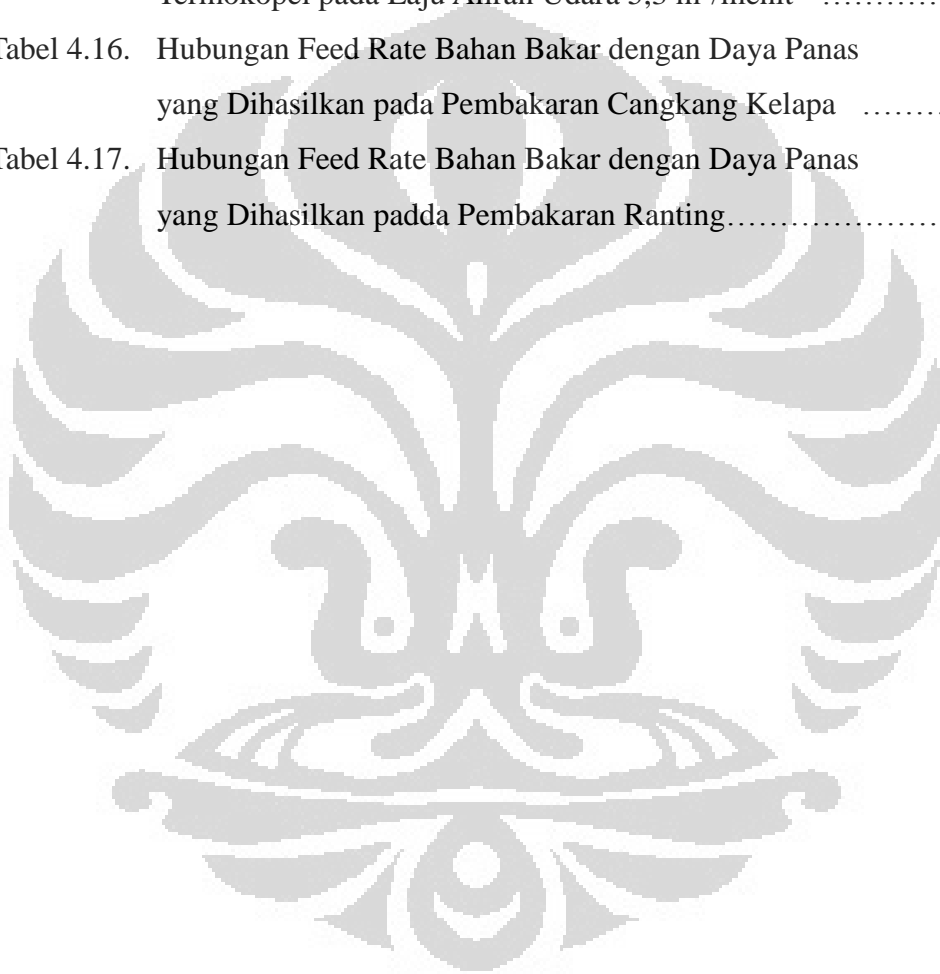 Termokopel pada Laju Aliran Udara 5,5 m³/menit ............
Tabel 4.16. Hubungan Feed Rate Bahan Bakar dengan Daya Panas
yang Dihasilkan pada Pembakaran Cangkang Kelapa ........
Tabel 4.17. Hubungan Feed Rate Bahan Bakar dengan Daya Panas
yang Dihasilkan padda Pembakaran Ranting.......................